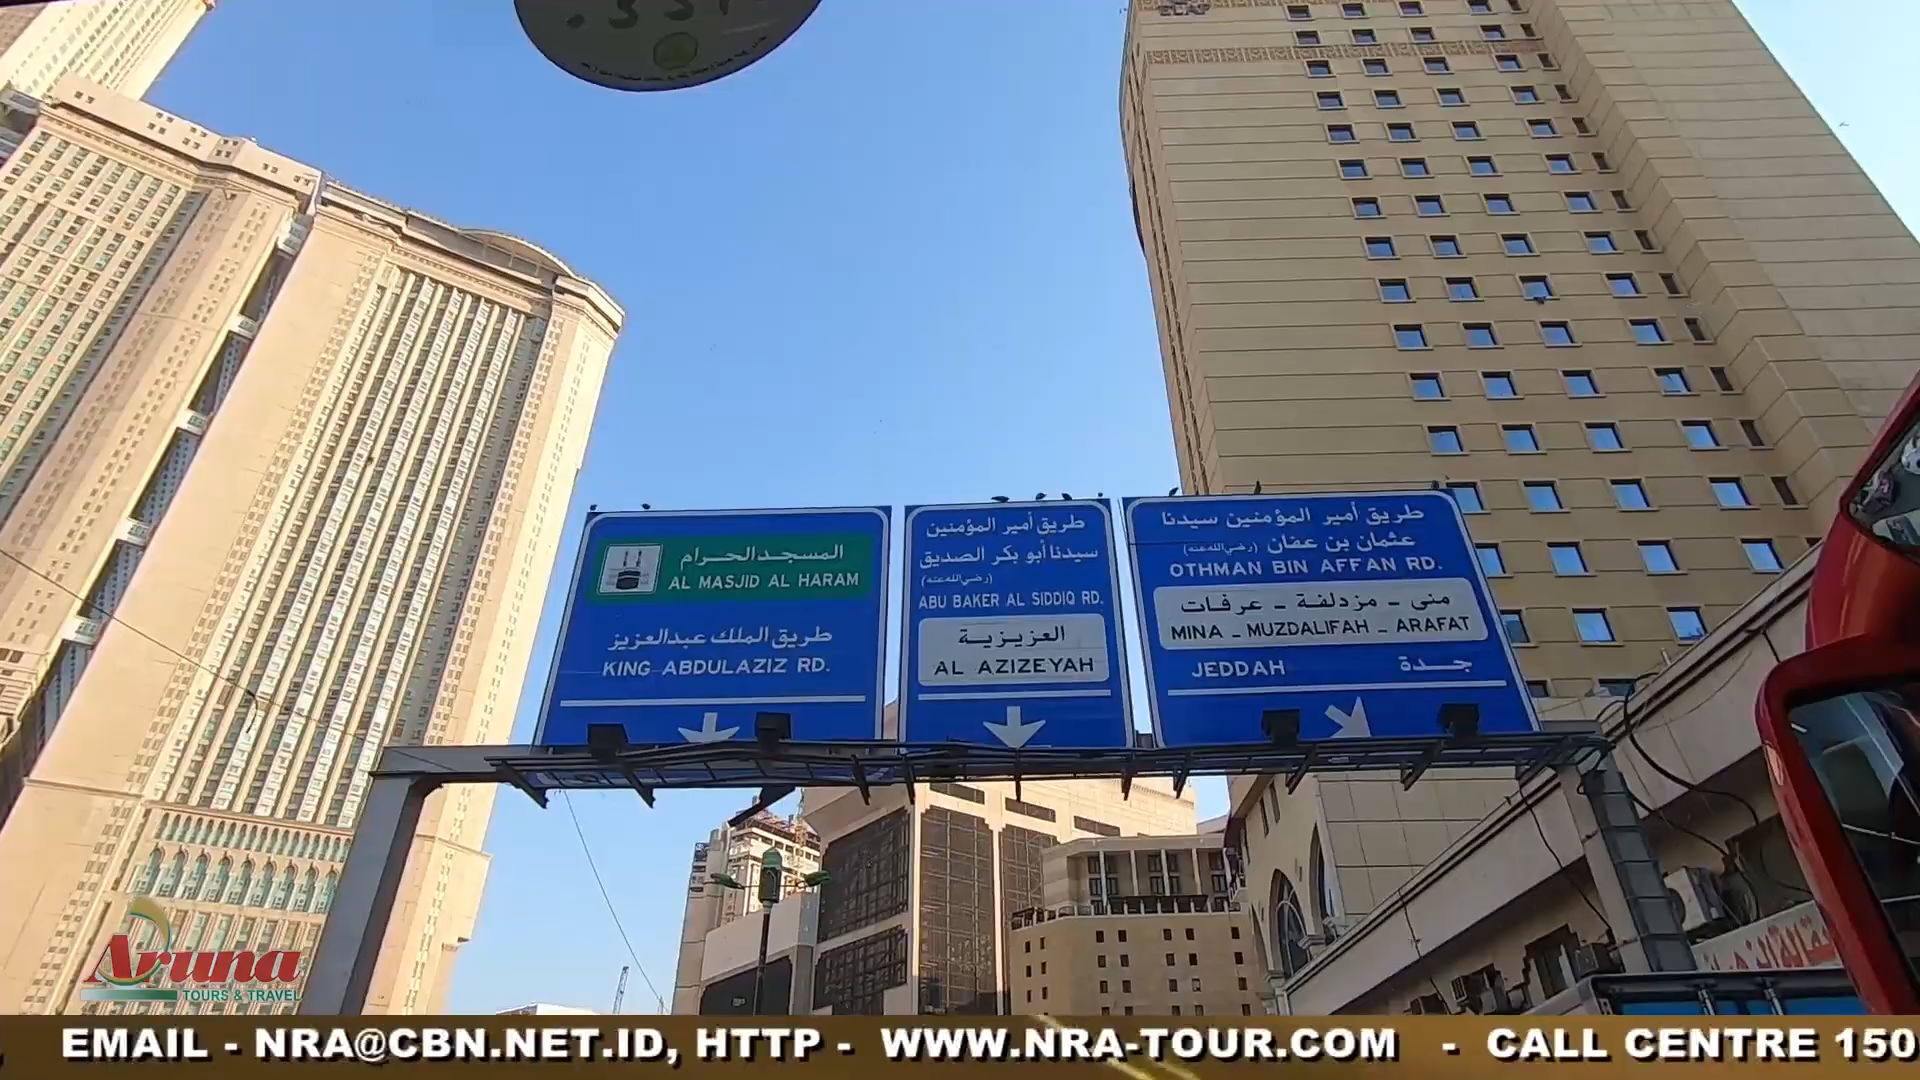 ELAF
المسجد الحرام
AL MASJID AL HARAM
طريق الملك عبدالعزيز
KING ABDULAZIZ RD.
طريق أمير المؤمنين
سيدنا أبو بكر الصديق
(رضي الله عنه)
ABU BAKER AL SIDDIQ RD.
العزيزية
AL AZIZEYAH
طريق أمير المؤمنين سيدنا
عثمان بن عفان (رضي الله عنه)
OTHMAN BIN AFFAN RD.
منى - مزدلفة - عرفات
MINA - MUZDALIFAH - ARAFAT
JEDDAH جدة
Aruna
TOURS & TRAVEL
EMAIL - NRA@CBN.NET.ID, HTTP - WWW.NRA-TOUR.COM - CALL CENTRE 150